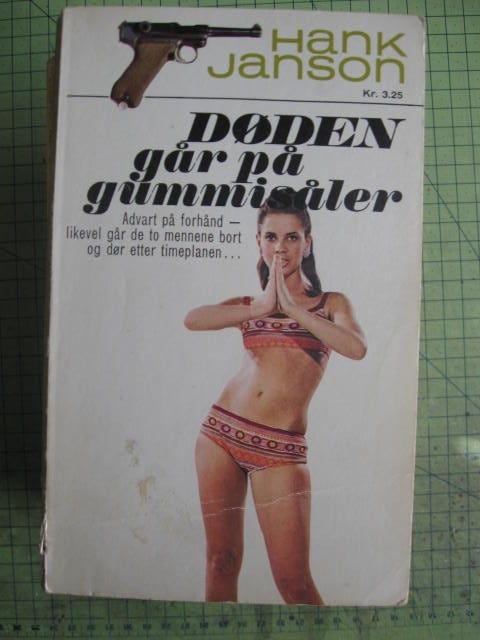 Hank
Janson
Kr. 3.25
DØDEN
går på
gummisåler
Advart på forhånd –
likevel går de to mennene bort
og dør etter timeplanen...